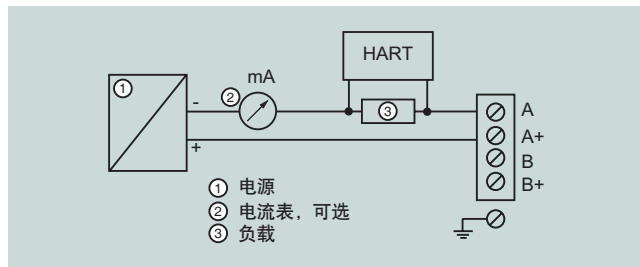 HART
mA
①
②
-
③
A
A+
+
B
B+
① 电源
② 电流表，可选
③ 负载